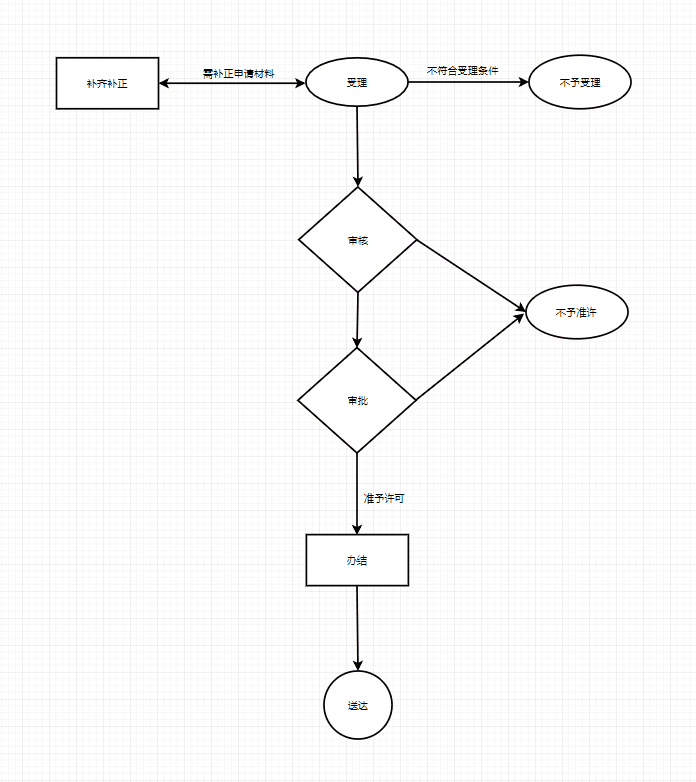 补齐补正
需补正申请材料
受理
不符合受理条件
不予受理
审核
不予准许
审批
准予许可
办结
送达